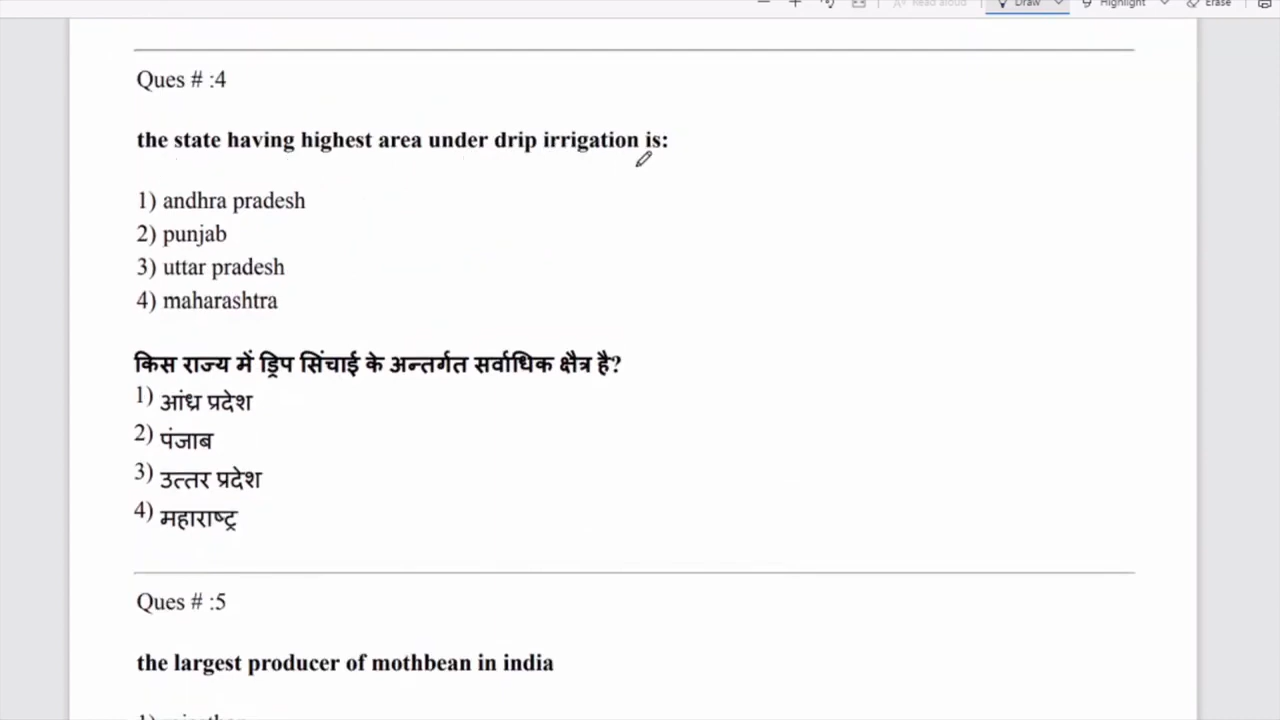 Draw
Highlight
Erase
Ques # :4
the state having highest area under drip irrigation is:
1) andhra pradesh
2) punjab
3) uttar pradesh
4) maharashtra
किस राज्य में ड्रिप सिंचाई के अन्तर्गत सर्वाधिक क्षैत्र है?
1) आंध्र प्रदेश
2) पंजाब
3) उत्तर प्रदेश
4) महाराष्ट्र
Ques # :5
the largest producer of mothbean in india